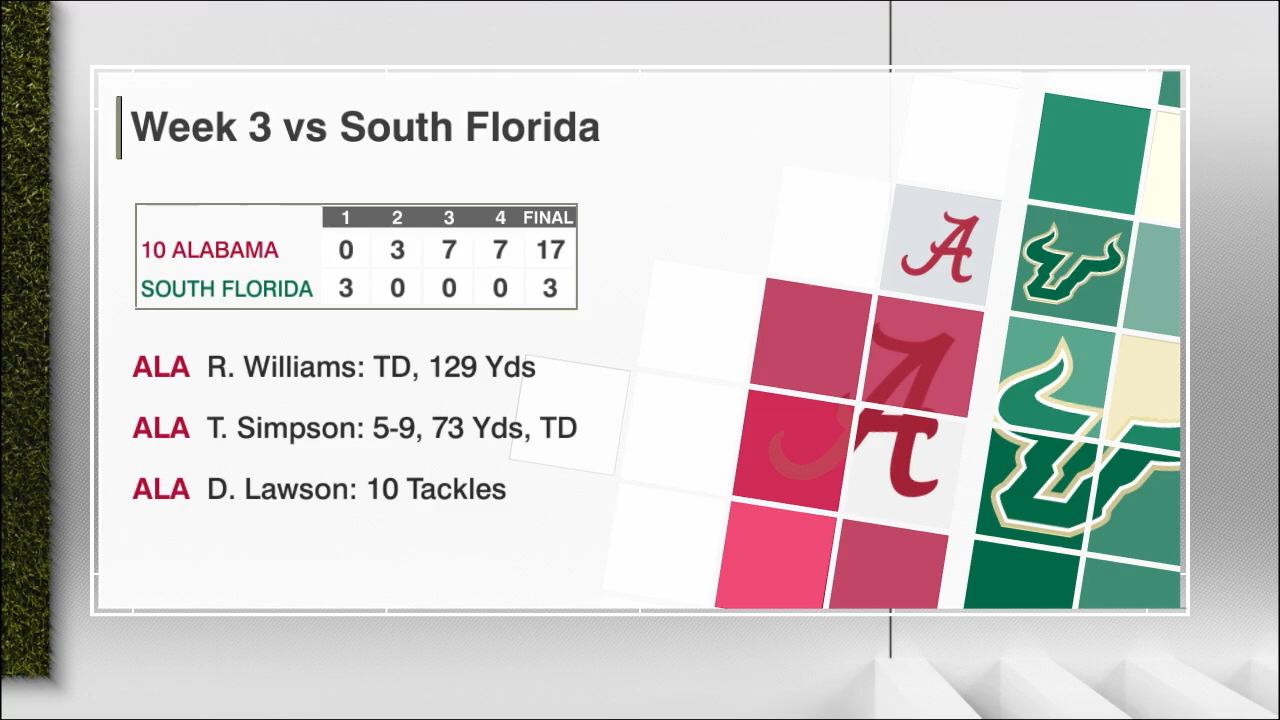 Week 3 vs South Florida
1 2 3 4 FINAL
10 ALABAMA 0 3 7 7 17
SOUTH FLORIDA 3 0 0 0 3
ALA R. Williams: TD, 129 Yds
ALA T. Simpson: 5-9, 73 Yds, TD
ALA D. Lawson: 10 Tackles